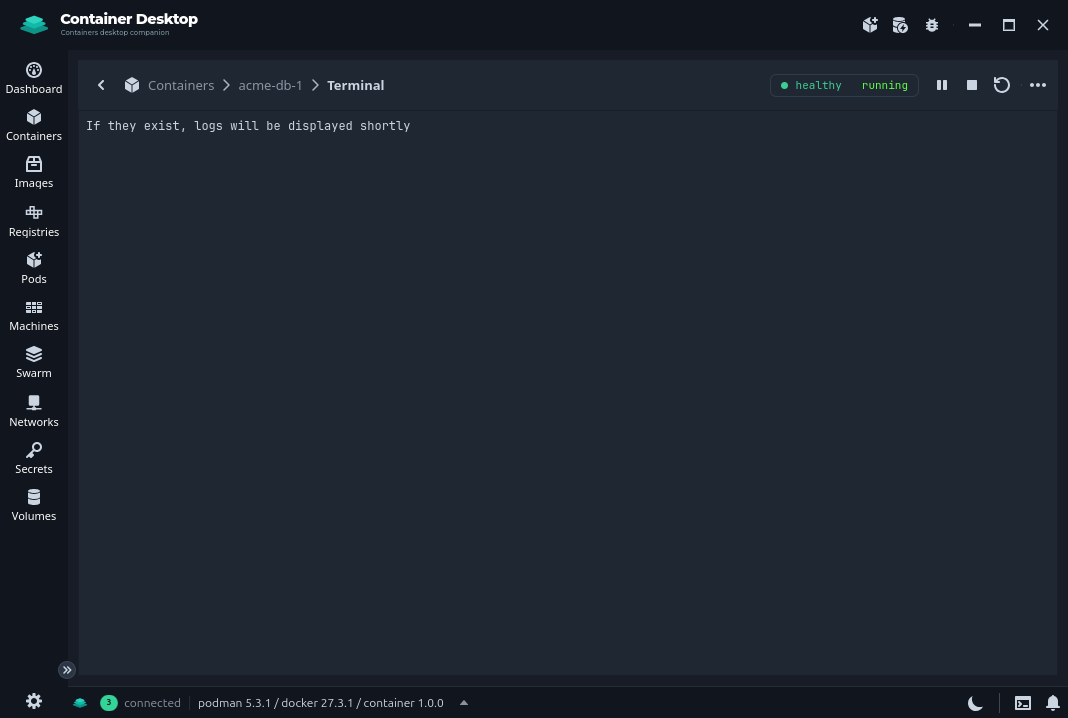 Container Desktop
Containers desktop companion
Containers
acme-db-1
Terminal
healthy running
If they exist, logs will be displayed shortly
Dashboard
Containers
Images
Registries
Pods
Machines
Swarm
Networks
Secrets
Volumes
3 connected podman 5.3.1 / docker 27.3.1 / container 1.0.0